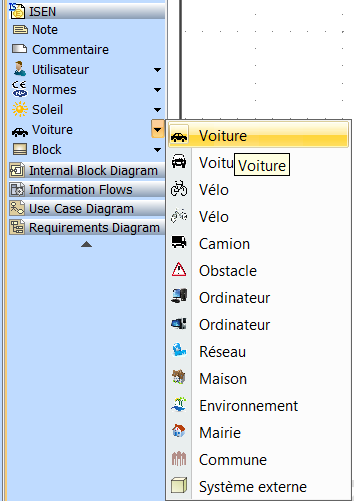 ISEN
Note
Commentaire
Utilisateur
Normes
Soleil
Voiture
Block
Internal Block Diagram
Information Flows
Use Case Diagram
Requirements Diagram
Voiture
Voitu
Voiture
Vélo
Vélo
Camion
Obstacle
Ordinateur
Ordinateur
Réseau
Maison
Environnement
Mairie
Commune
Système externe